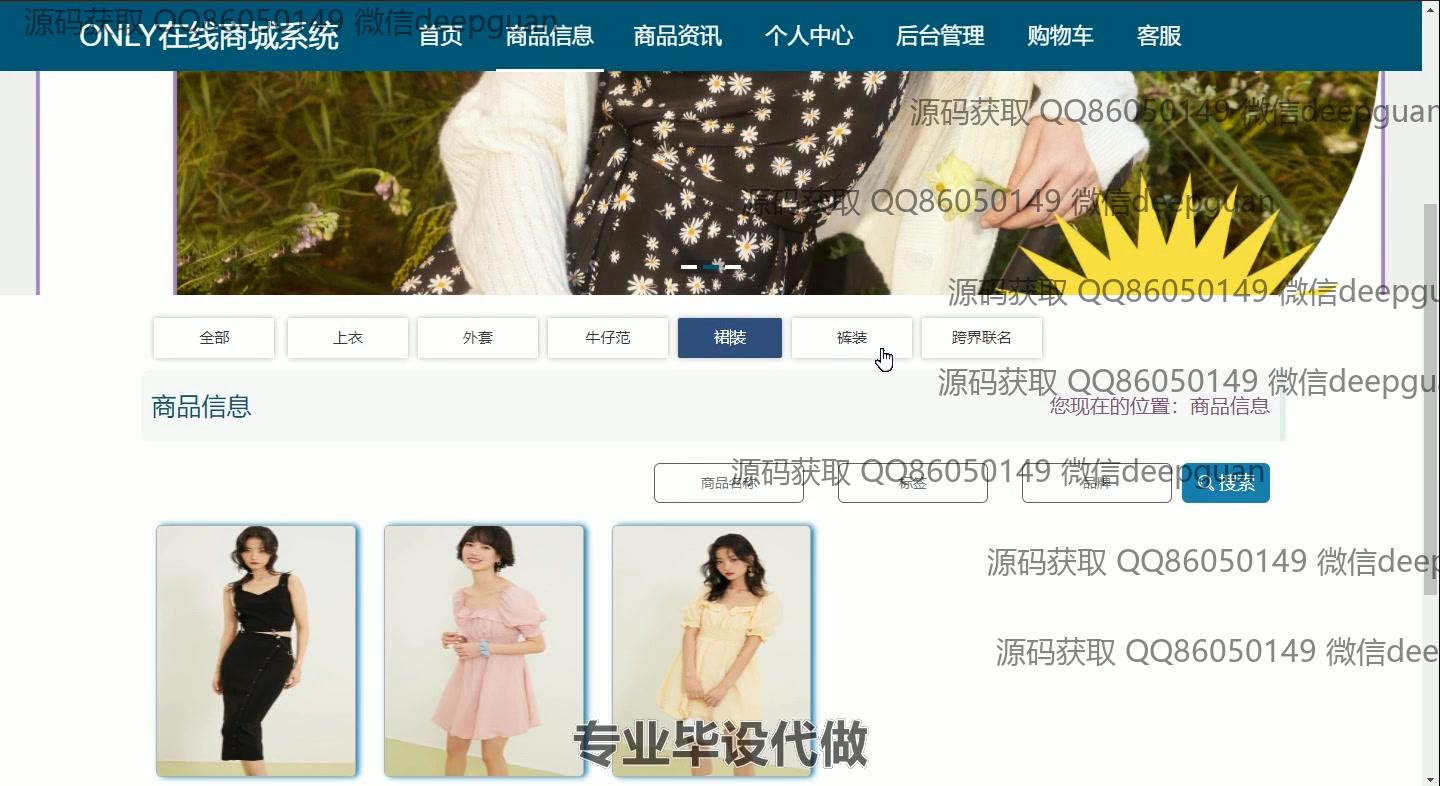 源码获取 QQ86050149 微信deepguan
ONLY在线商城系统
首页
商品信息
商品资讯
个人中心
后台管理
购物车
客服
源码获取 QQ86050149 微信deepguan
源码获取 QQ86050149 微信deepguan
源码获取 QQ86050149 微信deepgu
全部
上衣
外套
牛仔范
裙装
裤装
跨界联名
源码获取 QQ86050149 微信deepgu
商品信息
您现在的位置：商品信息
源码获取 QQ86050149 微信deepguan
商品名称
标签
品牌
搜索
源码获取 QQ86050149 微信deep
源码获取 QQ86050149 微信dee
专业毕设代做